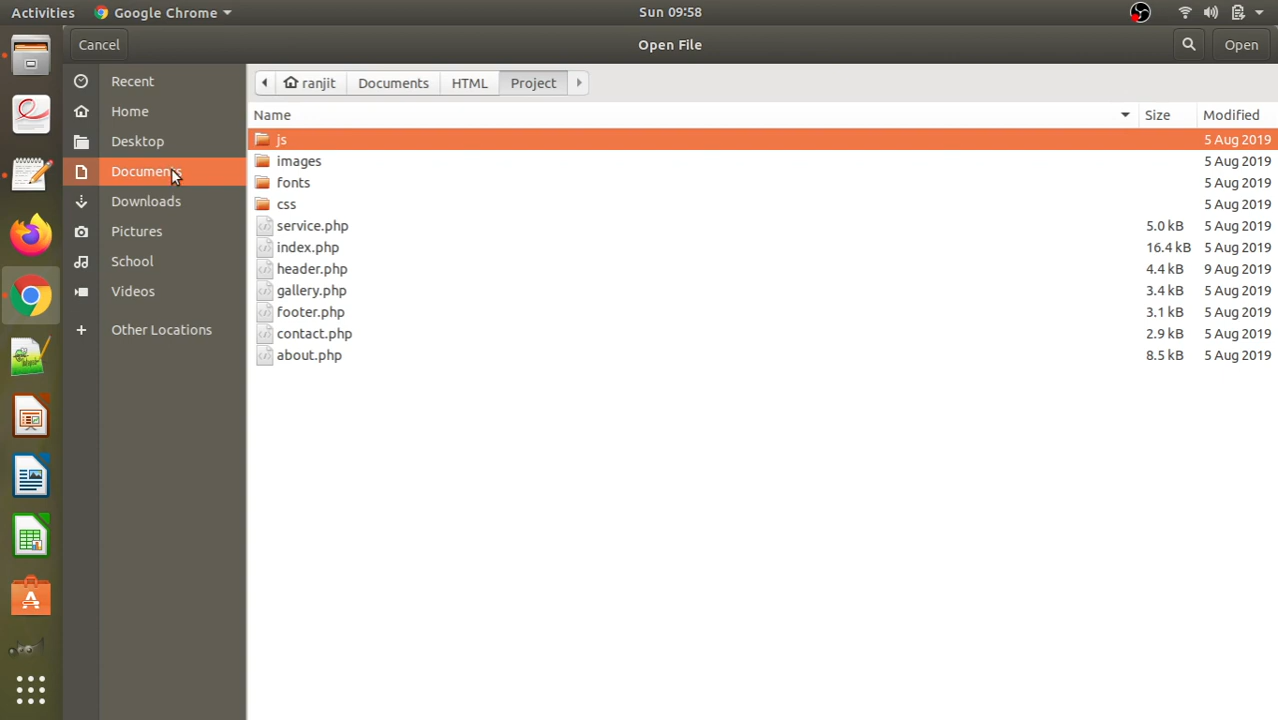 Activities Google Chrome Sun 09:58
Cancel Open File Open
Recent
Home
Desktop
Documents
Downloads
Pictures
School
Videos
Other Locations
ranjit Documents HTML Project
Name Size Modified
js 5 Aug 2019
images 5 Aug 2019
fonts 5 Aug 2019
css 5 Aug 2019
service.php 5.0 kB 5 Aug 2019
index.php 16.4 kB 5 Aug 2019
header.php 4.4 kB 9 Aug 2019
gallery.php 3.4 kB 5 Aug 2019
footer.php 3.1 kB 5 Aug 2019
contact.php 2.9 kB 5 Aug 2019
about.php 8.5 kB 5 Aug 2019